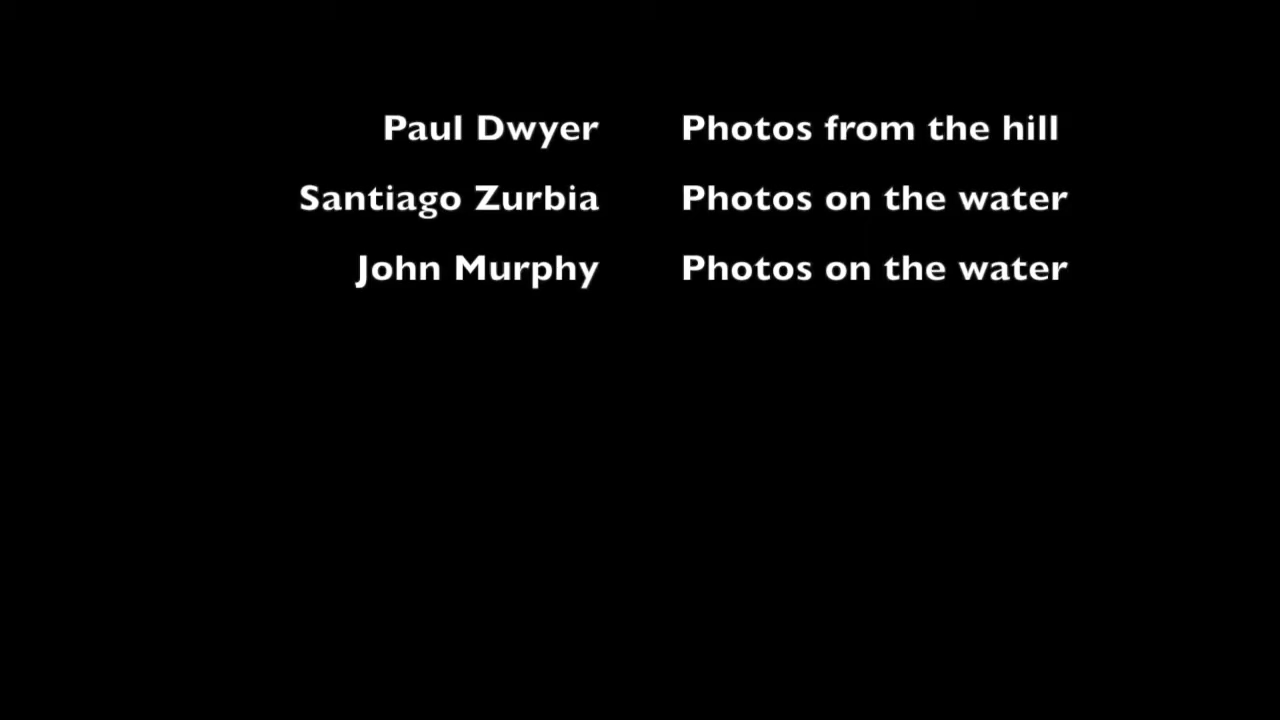 Paul Dwyer Photos from the hill
Santiago Zurbia Photos on the water
John Murphy Photos on the water